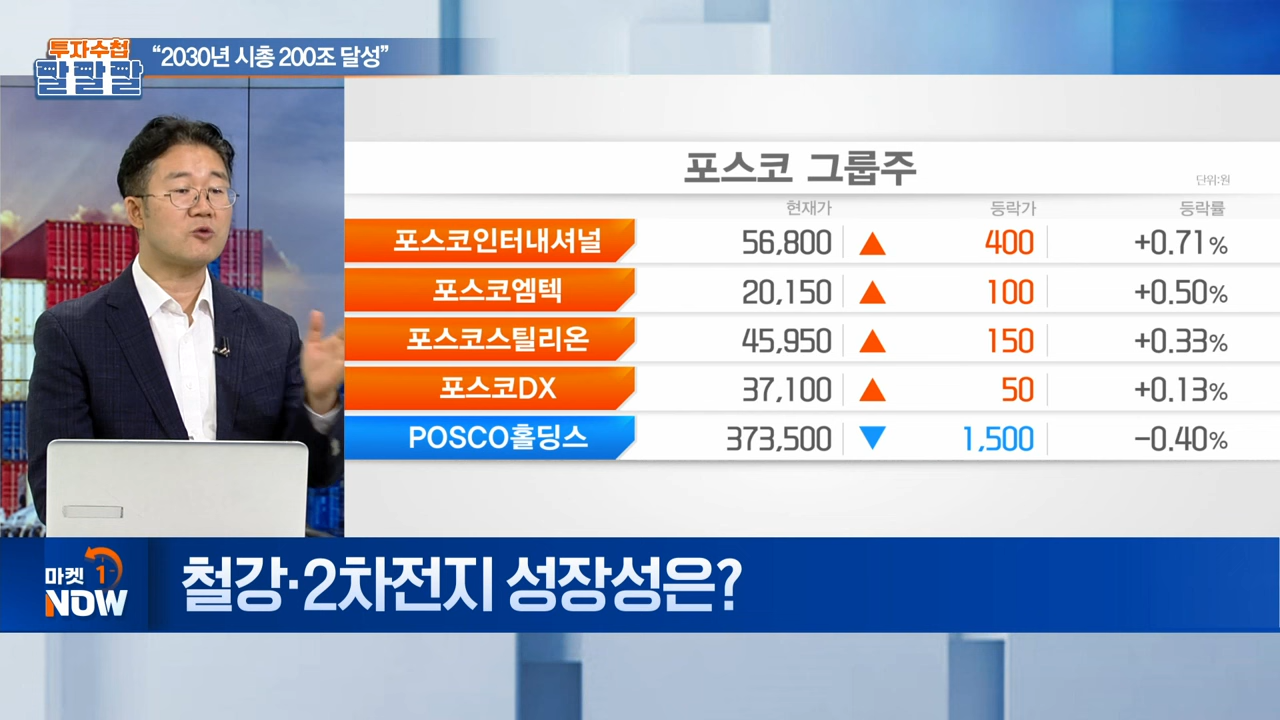 투자수첩
팔팔팔
“2030년 시총 200조 달성”
포스코 그룹주
단위:원
현재가 등락가 등락률
포스코인터내셔널 56,800 ▲ 400 +0.71%
포스코엠텍 20,150 ▲ 100 +0.50%
포스코스틸리온 45,950 ▲ 150 +0.33%
포스코DX 37,100 ▲ 50 +0.13%
POSCO홀딩스 373,500 ▼ 1,500 -0.40%
마켓 1
NOW
철강·2차전지 성장성은?